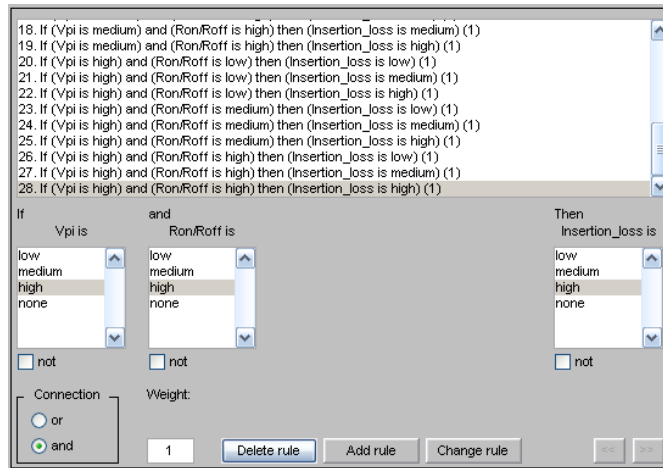 18. If (Vpi is medium) and (Ron/Roff is high) then (Insertion_loss is medium) (1)
19. If (Vpi is medium) and (Ron/Roff is high) then (Insertion_loss is high) (1)
20. If (Vpi is high) and (Ron/Roff is low) then (Insertion_loss is low) (1)
21. If (Vpi is high) and (Ron/Roff is low) then (Insertion_loss is medium) (1)
22. If (Vpi is high) and (Ron/Roff is low) then (Insertion_loss is high) (1)
23. If (Vpi is high) and (Ron/Roff is medium) then (Insertion_loss is low) (1)
24. If (Vpi is high) and (Ron/Roff is medium) then (Insertion_loss is medium) (1)
25. If (Vpi is high) and (Ron/Roff is medium) then (Insertion_loss is high) (1)
26. If (Vpi is high) and (Ron/Roff is high) then (Insertion_loss is low) (1)
27. If (Vpi is high) and (Ron/Roff is high) then (Insertion_loss is medium) (1)
28. If (Vpi is high) and (Ron/Roff is high) then (Insertion_loss is high) (1)
If and Then
Vpi is Ron/Roff is Insertion_loss is
low low low
medium medium medium
high high high
none none none
not not not
Connection Weight:
or
and 1 Delete rule Add rule Change rule << >>